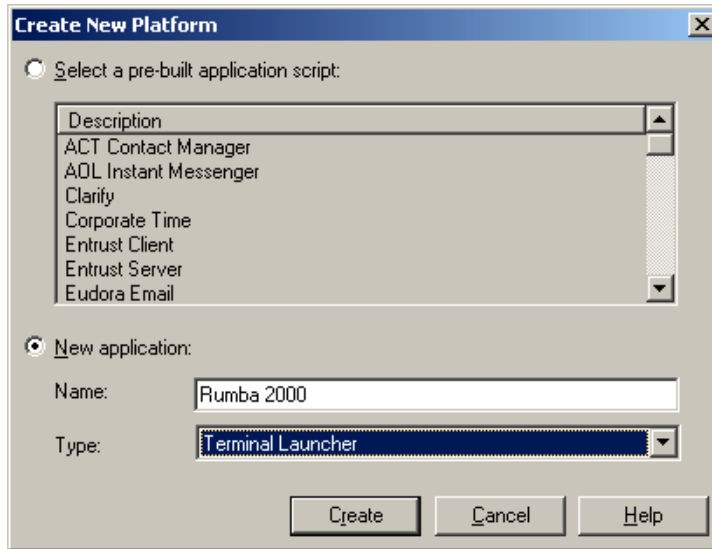 Create New Platform
Select a pre-built application script:
Description
ACT Contact Manager
AOL Instant Messenger
Clarify
Corporate Time
Entrust Client
Entrust Server
Eudora Email
New application:
Name:
Rumba 2000
Type:
Terminal Launcher
Create
Cancel
Help